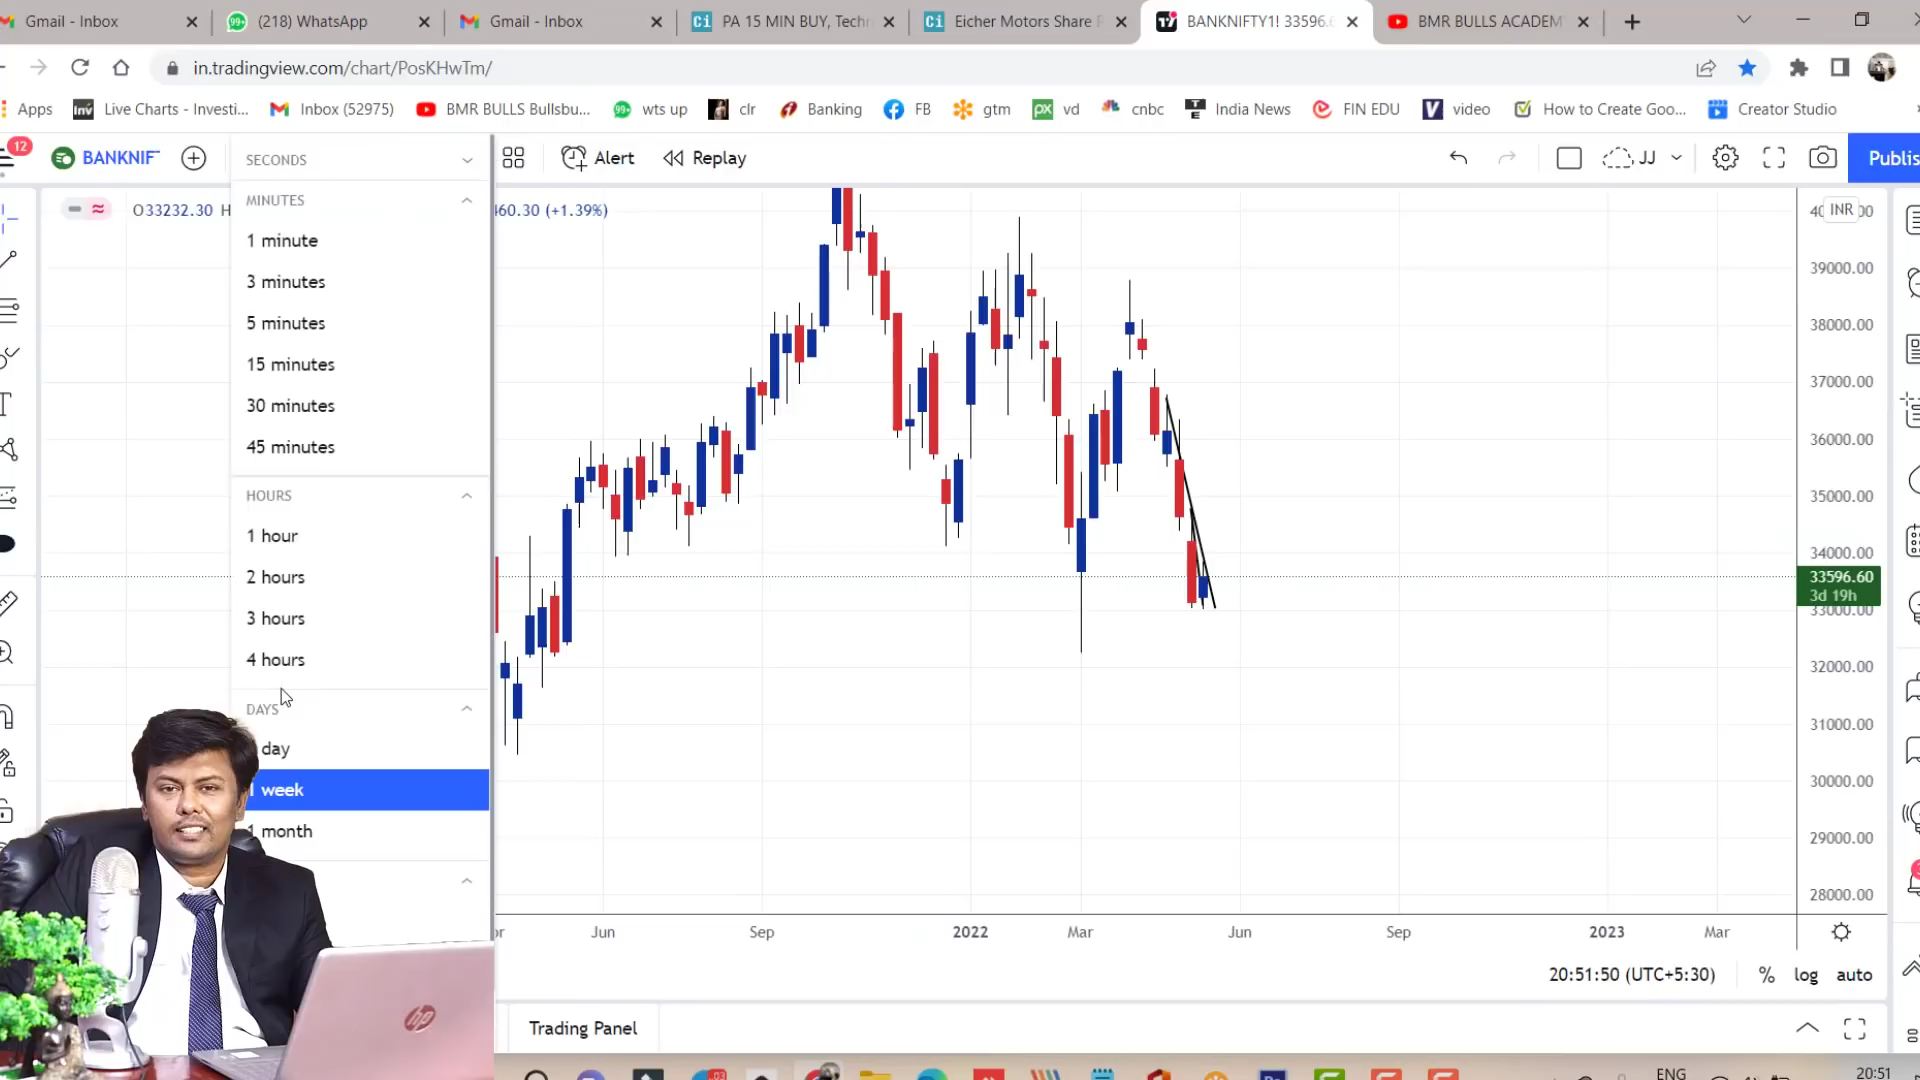 Gmail - Inbox
(218) WhatsApp
Gmail - Inbox
PA 15 MIN BUY, Techn
Eicher Motors Share P
BANKNIFTY1! 33596.6
BMR BULLS ACADEM
in.tradingview.com/chart/PosKHwTm/
Apps
Live Charts - Investi...
Inbox (52975)
BMR BULLS Bullsbu...
wts up
clr
Banking
FB
gtm
vd
cnbc
India News
FIN EDU
video
How to Create Goo...
Creator Studio
12
BANKNIF
SECONDS
Alert
Replay
JJ
Publis
O33232.30 H
460.30 (+1.39%)
INR
MINUTES
1 minute
3 minutes
5 minutes
15 minutes
30 minutes
45 minutes
HOURS
1 hour
2 hours
3 hours
4 hours
DAYS
day
1 week
1 month
39000.00
38000.00
37000.00
36000.00
35000.00
34000.00
33596.60
3d 19h
33000.00
32000.00
31000.00
30000.00
29000.00
28000.00
Jun
Sep
2022
Mar
Jun
Sep
2023
Mar
20:51:50 (UTC+5:30)
%
log
auto
Trading Panel
hp
ENG
20:51